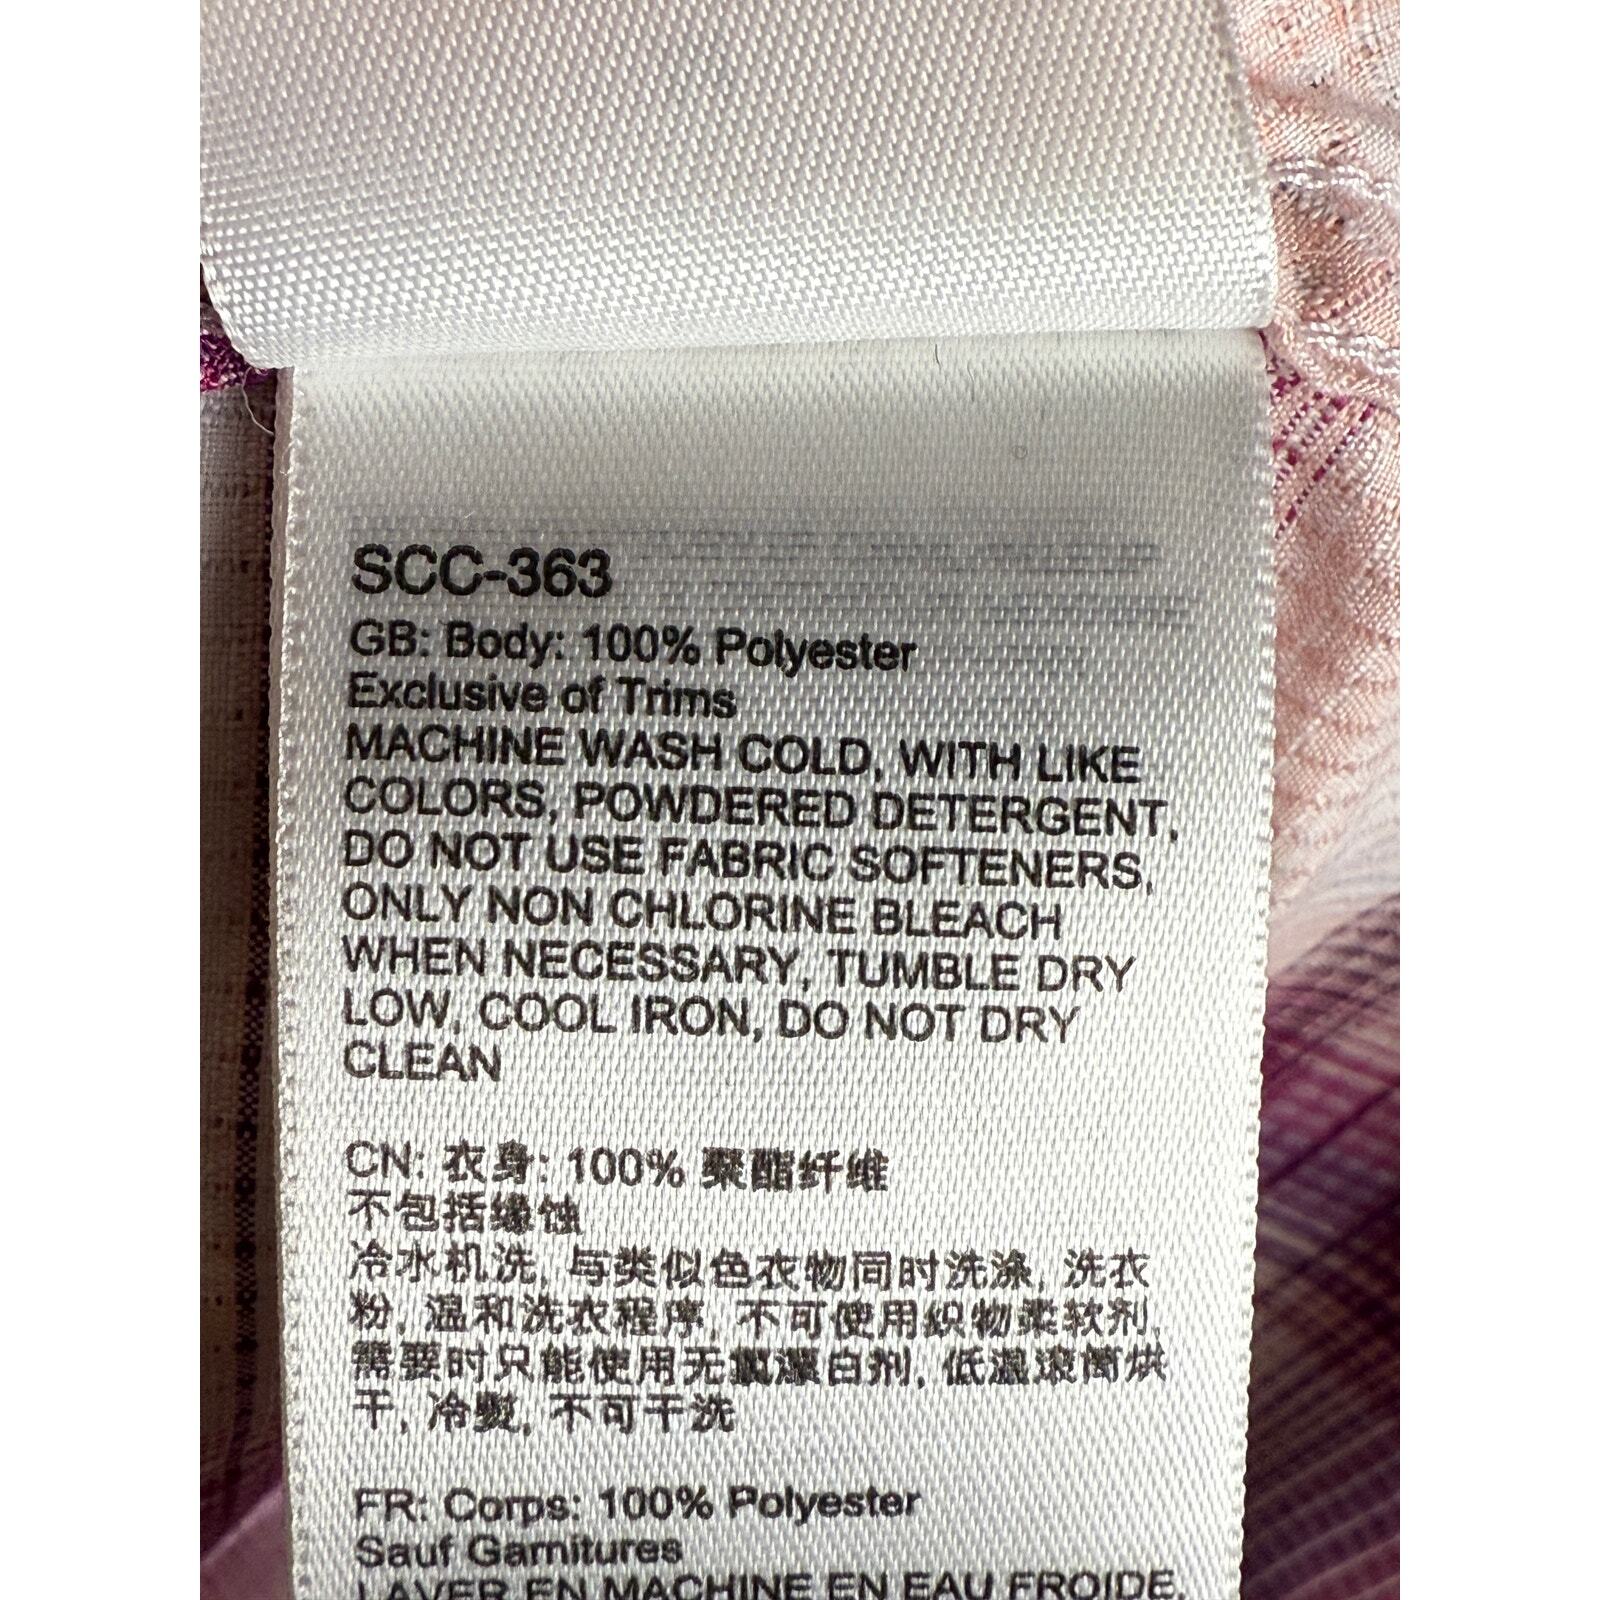 SCC-363
GB: Body: 100% Polyester
Exclusive of Trims
MACHINE WASH COLD, WITH LIKE
COLORS, POWDERED DETERGENT,
DO NOT USE FABRIC SOFTENERS,
ONLY NON CHLORINE BLEACH
WHEN NECESSARY, TUMBLE DRY
LOW, COOL IRON, DO NOT DRY
CLEAN
CN: 衣身: 100% 聚酯纤维
不包括缘蚀
冷水机洗, 与类似色衣物同时洗涤, 洗衣
粉, 温和洗衣程序, 不可使用织物柔软剂,
需要时只能使用无氯漂白剂, 低温滚筒烘
干, 冷熨, 不可干洗
FR: Corps: 100% Polyester
Sauf Garnitures
LAVER EN MACHINE EN EAU FROIDE,